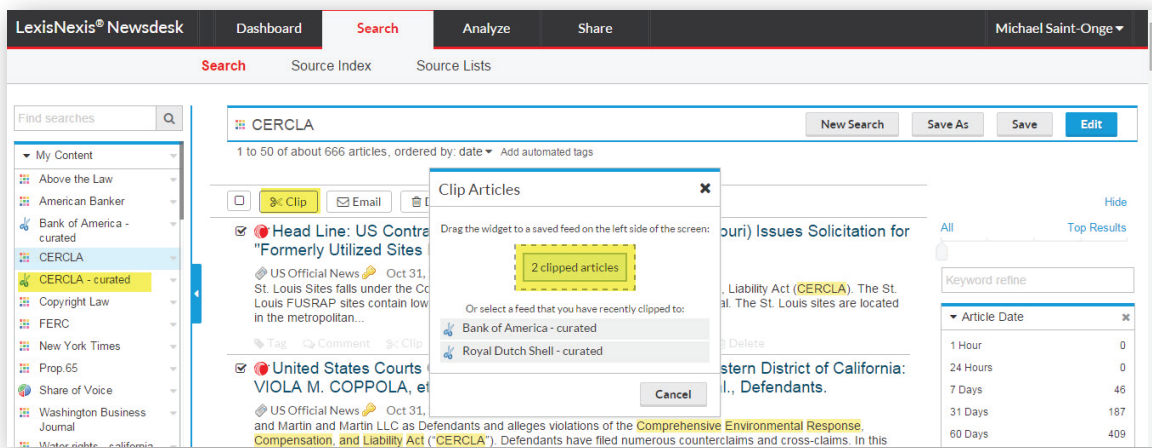 LexisNexis® Newsdesk
Dashboard
Search
Analyze
Share
Michael Saint-Onge
Search
Source Index
Source Lists
Find searches
My Content
Above the Law
American Banker
Bank of America -
curated
CERCLA
CERCLA - curated
Copyright Law
FERC
New York Times
Prop.65
Share of Voice
Washington Business
Journal
Water rights - california
CERCLA
New Search
Save As
Save
Edit
1 to 50 of about 666 articles, ordered by: date Add automated tags
Clip
Email
Head Line: US Contra
ouri) Issues Solicitation for
"Formerly Utilized Sites
US Official News Oct 31,
St. Louis Sites falls under the Co
, Liability Act (CERCLA). The St.
Louis FUSRAP sites contain low
al. The St. Louis sites are located
in the metropolitan...
Tag Comment Clip
Delete
United States Courts
stern District of California:
VIOLA M. COPPOLA, et
l., Defendants.
US Official News Oct 31,
and Martin and Martin LLC as Defendants and alleges violations of the Comprehensive Environmental Response,
Compensation, and Liability Act ("CERCLA"). Defendants have filed numerous counterclaims and cross-claims. In this
Clip Articles
Drag the widget to a saved feed on the left side of the screen:
2 clipped articles
Or select a feed that you have recently clipped to:
Bank of America - curated
Royal Dutch Shell - curated
Cancel
Hide
All
Top Results
Keyword refine
Article Date
1 Hour 0
24 Hours 0
7 Days 46
31 Days 187
60 Days 409